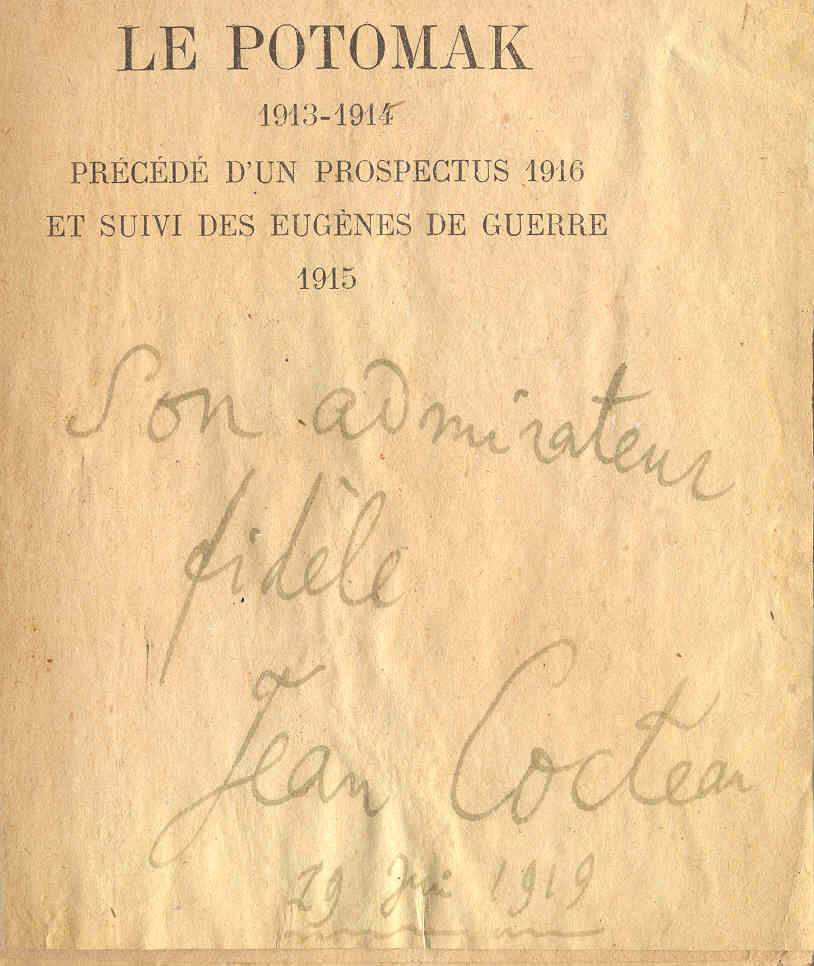 LE POTOMAK
1913-1914
PRÉCÉDÉ D'UN PROSPECTUS 1916
ET SUIVI DES EUGÈNES DE GUERRE
1915
Son admirateur
fidèle
Jean Cocteau
29 Juin 1919